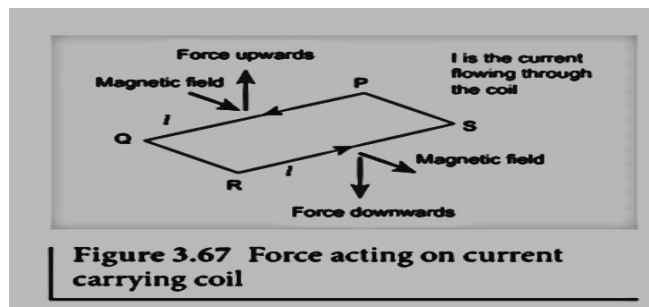 Force upwards
I is the current
flowing through
the coil
Magnetic field
P
I
Q
S
Magnetic field
R
I
Force downwards
Figure 3.67 Force acting on current
carrying coil